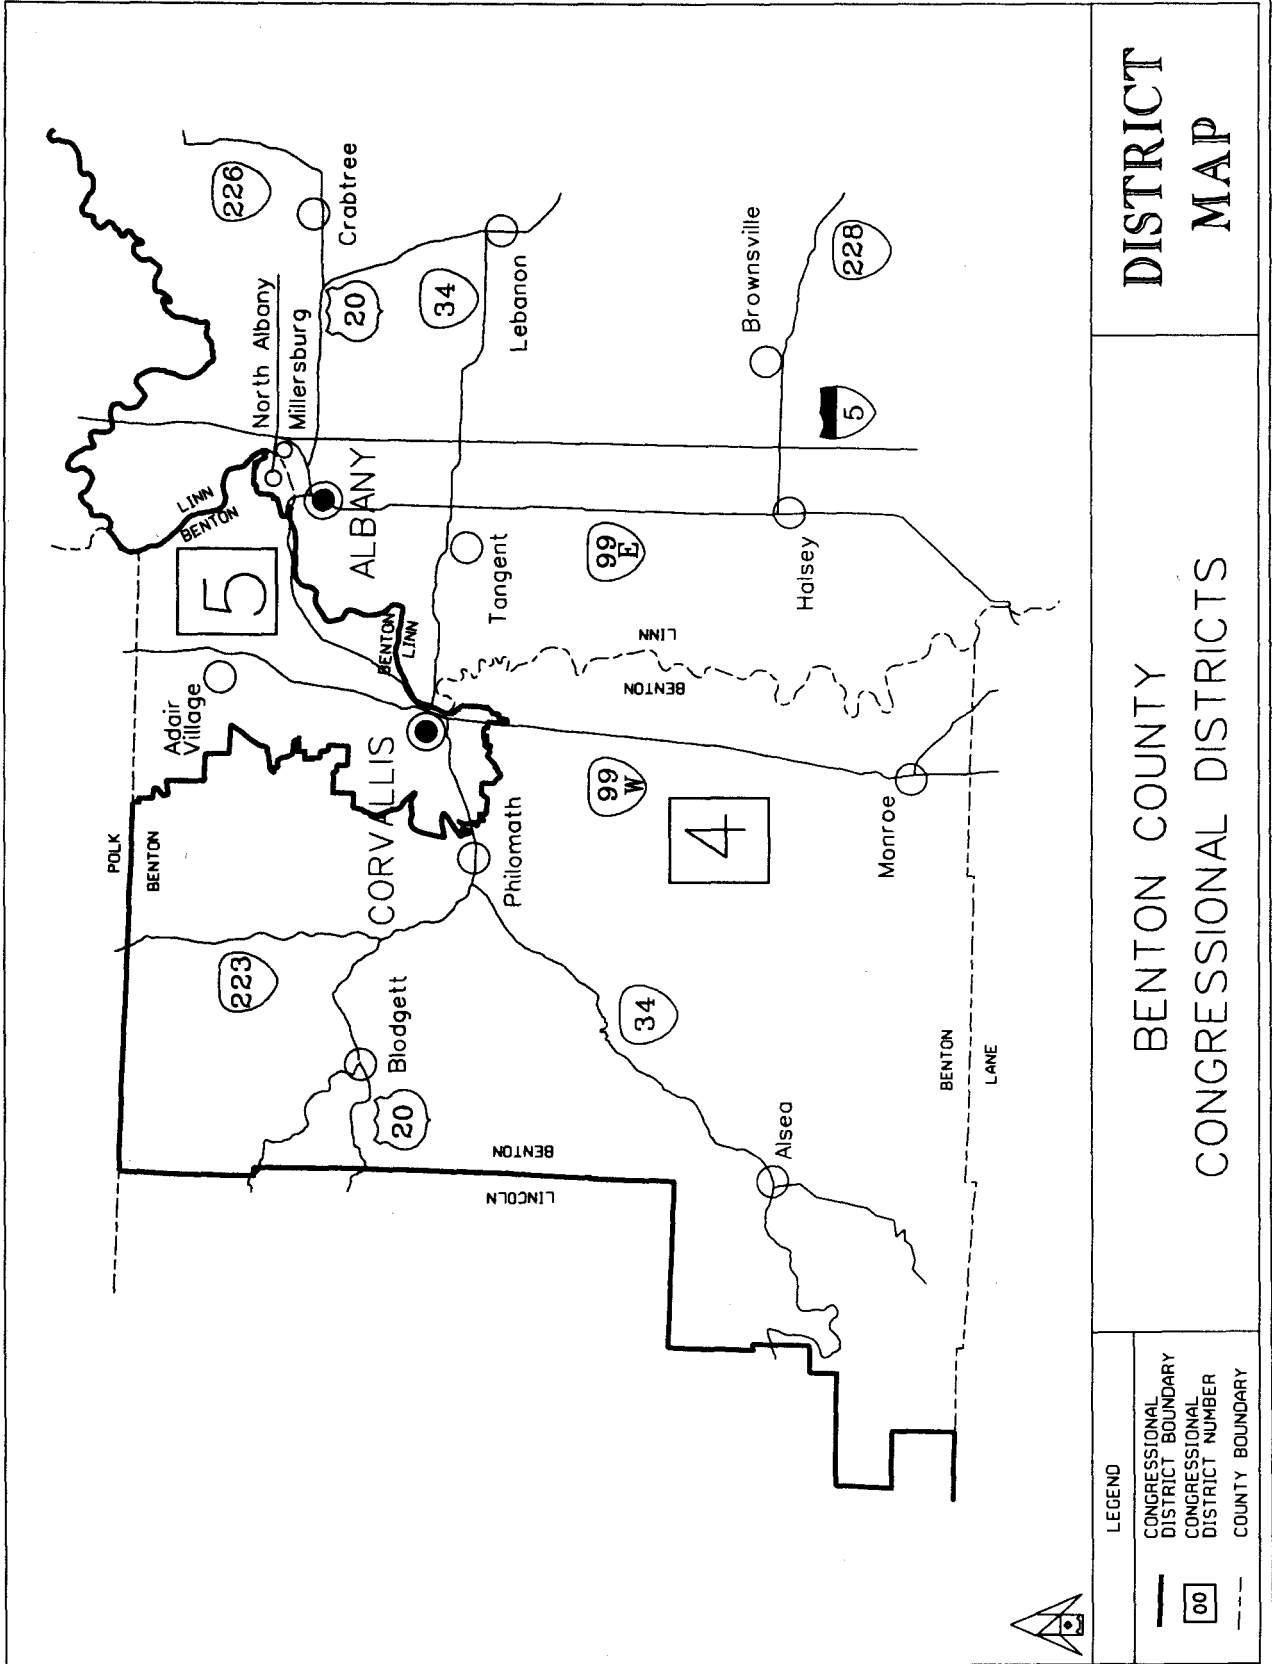 DISTRICT
MAP
BENTON COUNTY
CONGRESSIONAL DISTRICTS
LEGEND
CONGRESSIONAL
DISTRICT BOUNDARY
00
CONGRESSIONAL
DISTRICT NUMBER
COUNTY BOUNDARY
POLK
BENTON
LINN
BENTON
5
Adair
Village
North Albany
Millersburg
226
Crabtree
223
20
ALBANY
34
CORVALLIS
BENTON
LINN
Blodgett
20
Philomath
Tangent
Lebanon
LINCOLN
BENTON
99
W
99
E
34
4
BENTON
LINN
Alsea
Monroe
Halsey
Brownsville
5
228
BENTON
LANE